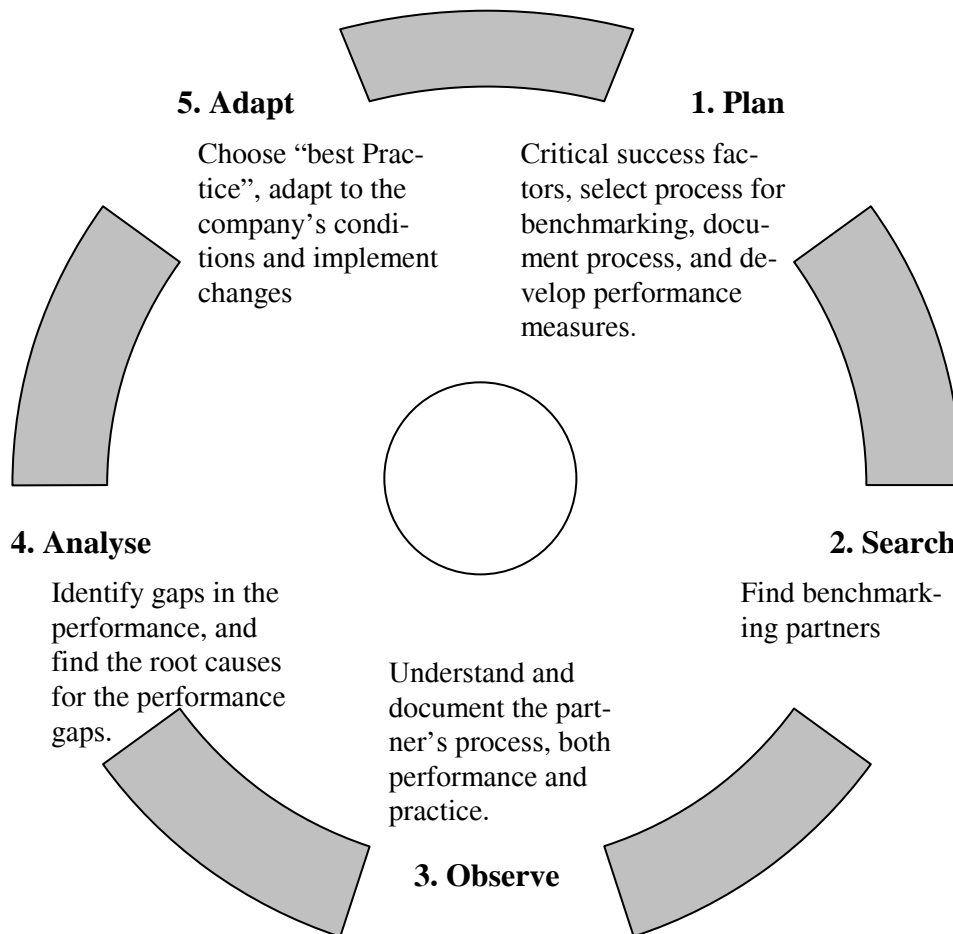 1. Plan
Critical success fac-
tors, select process for
benchmarking, docu-
ment process, and de-
velop performance
measures.
2. Search
Find benchmark-
ing partners
Understand and
document the part-
ner’s process, both
performance and
practice.
3. Observe
4. Analyse
Identify gaps in the
performance, and
find the root causes
for the performance
gaps.
5. Adapt
Choose “best Prac-
tice”, adapt to the
company’s condi-
tions and implement
changes